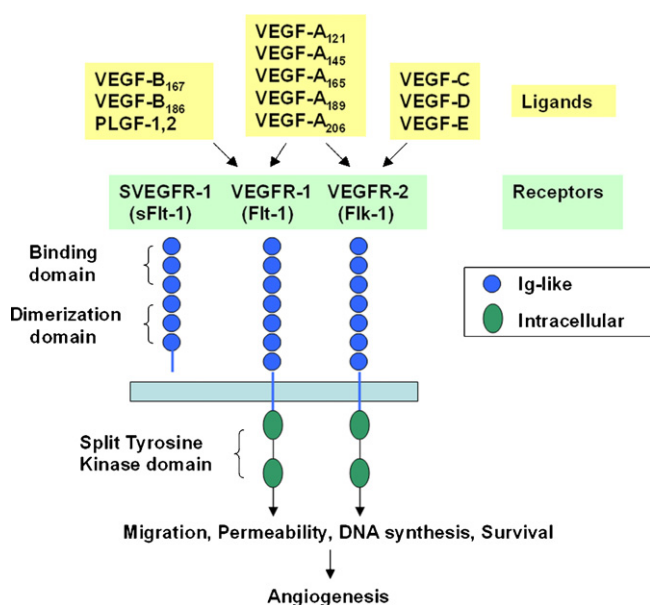 VEGF-B167
VEGF-B186
PLGF-1,2
VEGF-A121
VEGF-A145
VEGF-A165
VEGF-A189
VEGF-A206
VEGF-C
VEGF-D
VEGF-E
Ligands
SVEGFR-1
(sFlt-1)
VEGFR-1
(Flt-1)
VEGFR-2
(Flk-1)
Receptors
Binding
domain
Dimerization
domain
Ig-like
Intracellular
Split Tyrosine
Kinase domain
Migration, Permeability, DNA synthesis, Survival
Angiogenesis